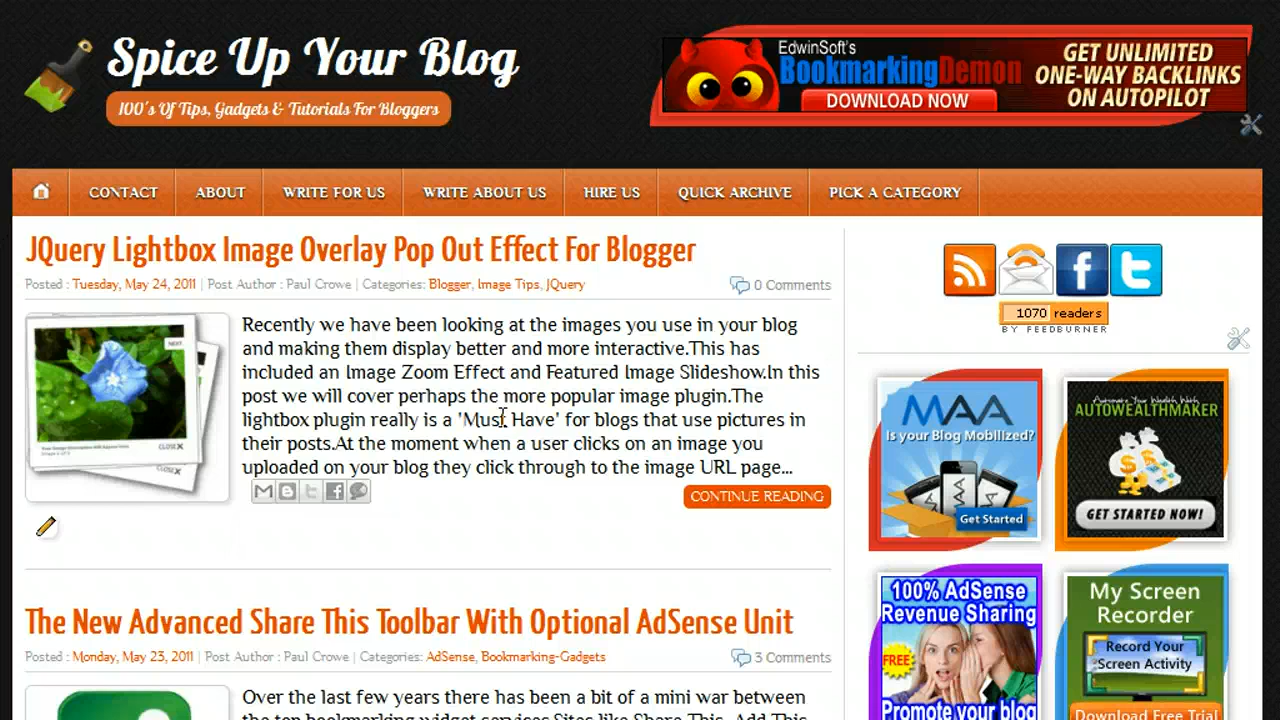 Spice Up Your Blog
100's Of Tips, Gadgets & Tutorials For Bloggers
EdwinSoft's
BookmarkingDemon
DOWNLOAD NOW
GET UNLIMITED
ONE-WAY BACKLINKS
ON AUTOPILOT
CONTACT ABOUT WRITE FOR US WRITE ABOUT US HIRE US QUICK ARCHIVE PICK A CATEGORY
JQuery Lightbox Image Overlay Pop Out Effect For Blogger
Posted : Tuesday, May 24, 2011 | Post Author : Paul Crowe | Categories: Blogger, Image Tips, JQuery
0 Comments
NEXT
CLOSEX
CLOSEX
Recently we have been looking at the images you use in your blog
and making them display better and more interactive.This has
included an Image Zoom Effect and Featured Image Slideshow.In this
post we will cover perhaps the more popular image plugin.The
lightbox plugin really is a 'Must Have' for blogs that use pictures in
their posts.At the moment when a user clicks on an image you
uploaded on your blog they click through to the image URL page...
CONTINUE READING
The New Advanced Share This Toolbar With Optional AdSense Unit
Posted : Monday, May 23, 2011 | Post Author : Paul Crowe | Categories: AdSense, Bookmarking-Gadgets
3 Comments
Over the last few years there has been a bit of a mini war between
the top bookmarking widget services.Sites like Share This, Add This
1070 readers
BY FEEDBURNER
MAA
Is your Blog Mobilized?
MAA
Get Started
Automate Your Wealth With
AUTOWEALTHMAKER
GET STARTED NOW!
100% AdSense
Revenue Sharing
FREE
Promote your blog
My Screen
Recorder
Record Your
Screen Activity
Download Free Trial